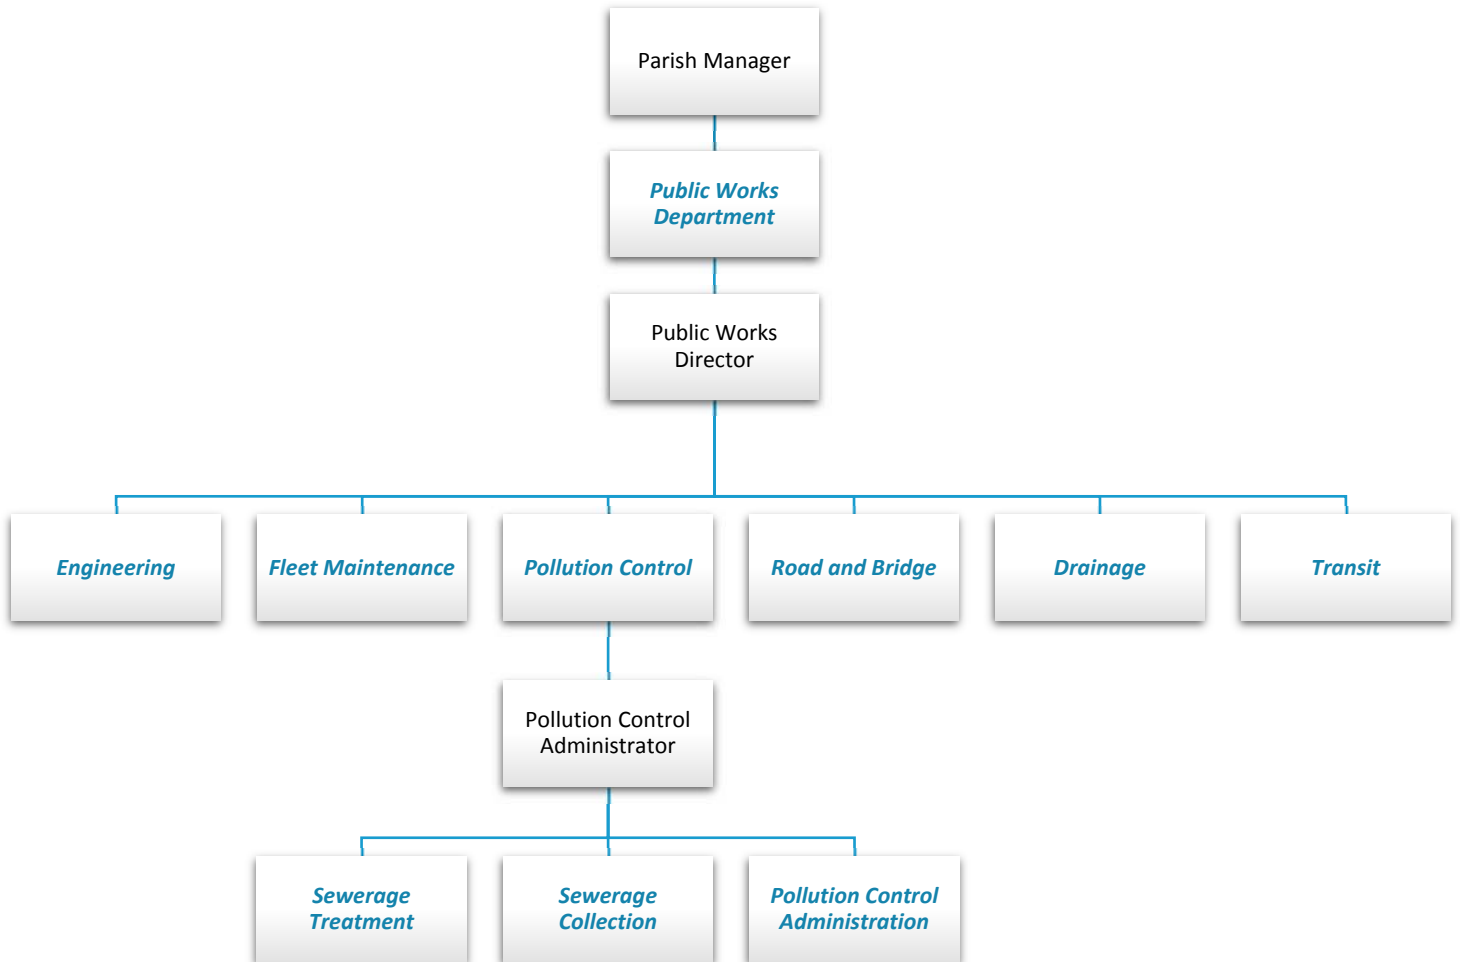 Parish Manager
Public Works
Department
Public Works
Director
Engineering
Fleet Maintenance
Pollution Control
Road and Bridge
Drainage
Transit
Pollution Control
Administrator
Sewerage
Treatment
Sewerage
Collection
Pollution Control
Administration